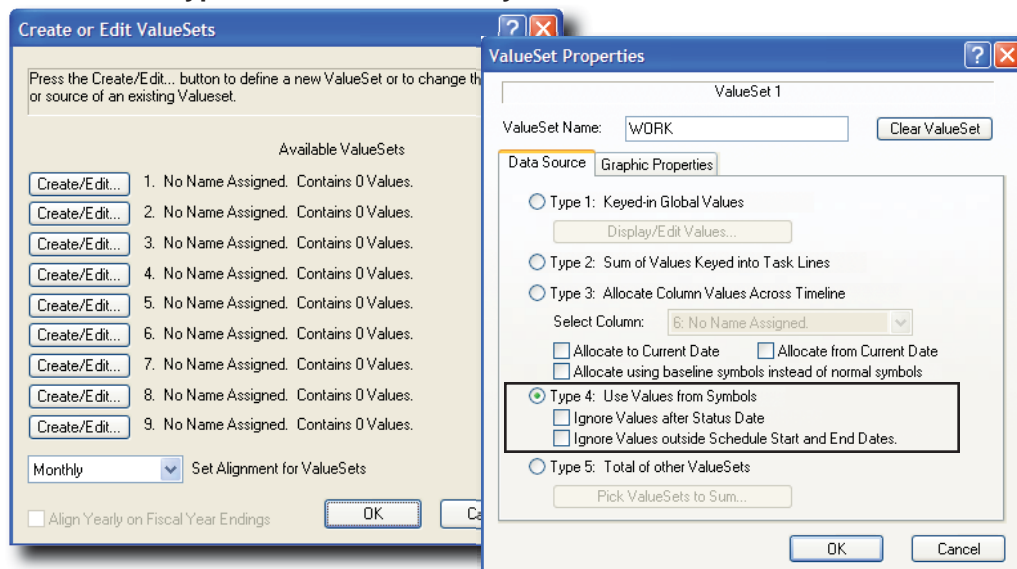 Create or Edit ValueSets
Press the Create/Edit... button to define a new ValueSet or to change th
or source of an existing Valueset.
Available ValueSets
Create/Edit... 1. No Name Assigned. Contains 0 Values.
Create/Edit... 2. No Name Assigned. Contains 0 Values.
Create/Edit... 3. No Name Assigned. Contains 0 Values.
Create/Edit... 4. No Name Assigned. Contains 0 Values.
Create/Edit... 5. No Name Assigned. Contains 0 Values.
Create/Edit... 6. No Name Assigned. Contains 0 Values.
Create/Edit... 7. No Name Assigned. Contains 0 Values.
Create/Edit... 8. No Name Assigned. Contains 0 Values.
Create/Edit... 9. No Name Assigned. Contains 0 Values.
Monthly Set Alignment for ValueSets
Align Yearly on Fiscal Year Endings OK Ca
ValueSet Properties
ValueSet 1
ValueSet Name: WORK Clear ValueSet
Data Source Graphic Properties
Type 1: Keyed-in Global Values
Display/Edit Values...
Type 2: Sum of Values Keyed into Task Lines
Type 3: Allocate Column Values Across Timeline
Select Column: 6: No Name Assigned.
Allocate to Current Date Allocate from Current Date
Allocate using baseline symbols instead of normal symbols
Type 4: Use Values from Symbols
Ignore Values after Status Date
Ignore Values outside Schedule Start and End Dates.
Type 5: Total of other ValueSets
Pick ValueSets to Sum...
OK Cancel